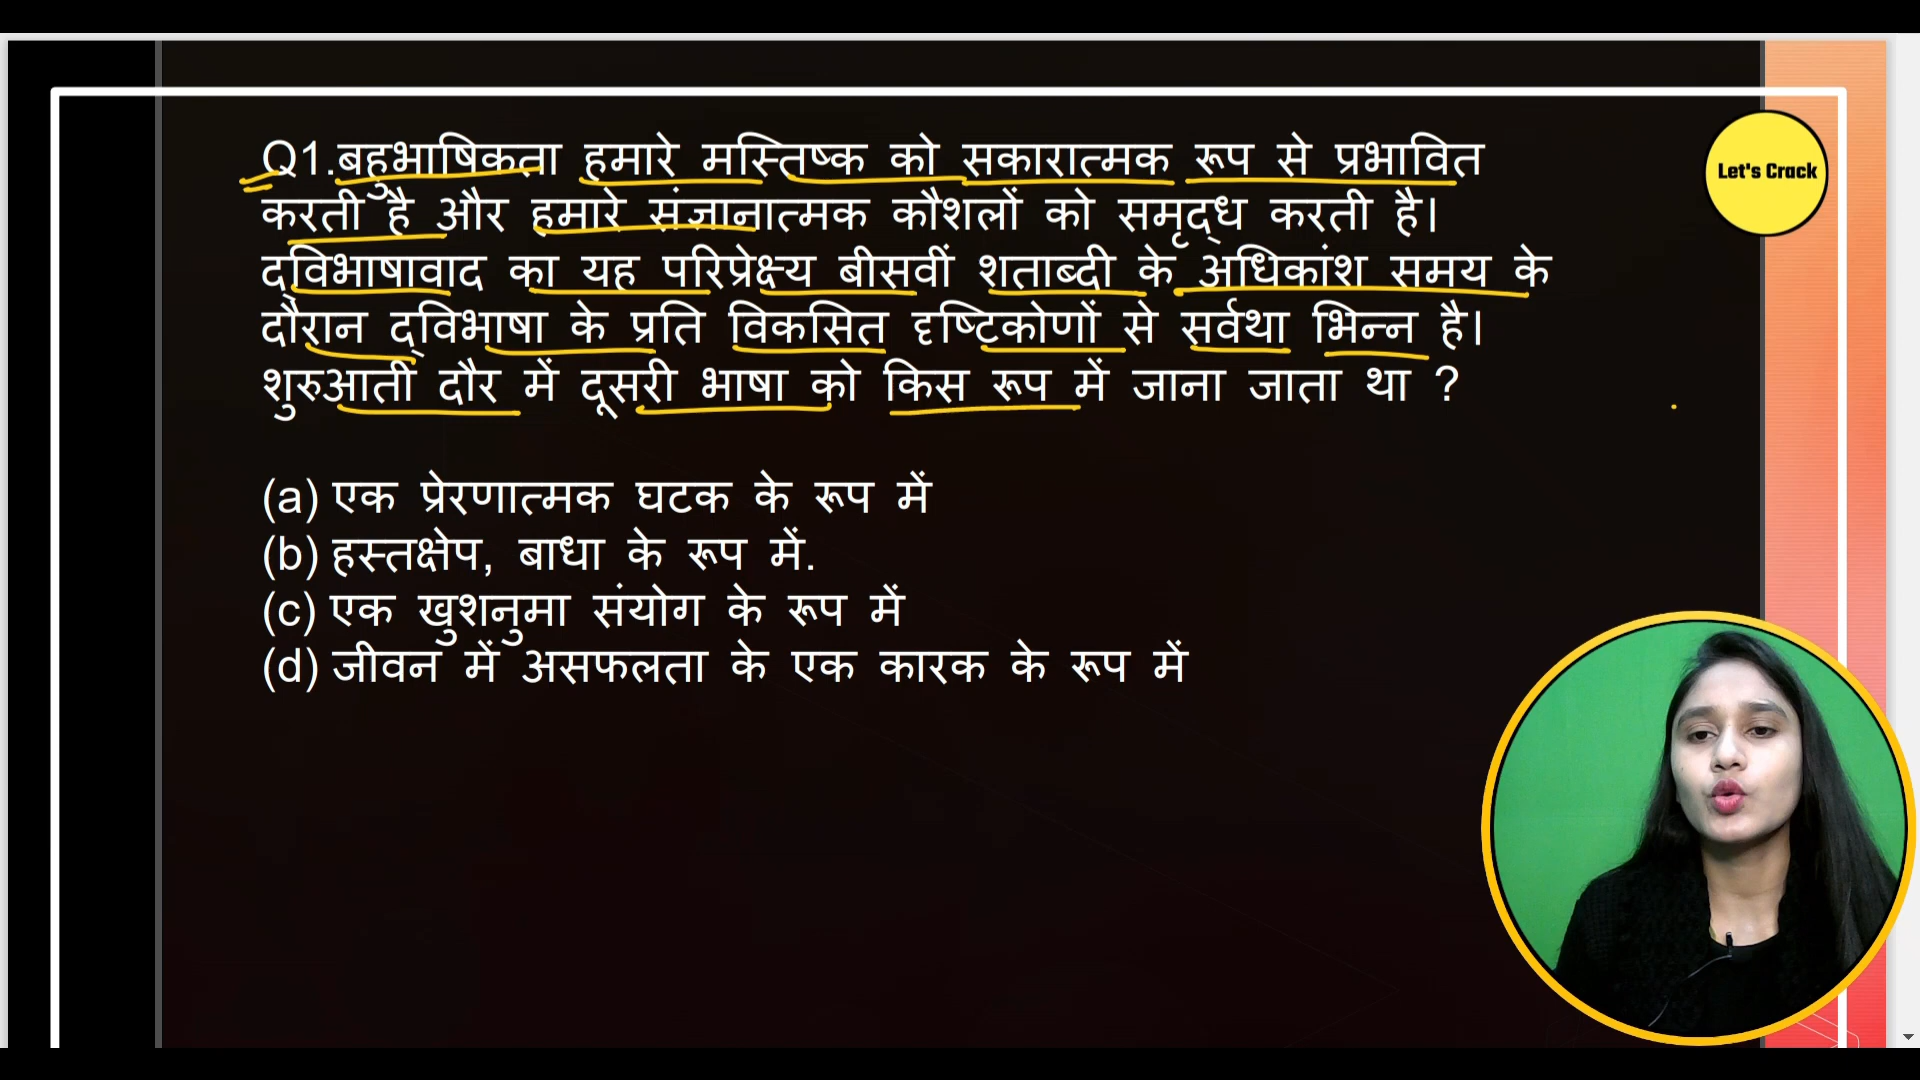 Q1.बहुभाषिकता हमारे मस्तिष्क को सकारात्मक रूप से प्रभावित
करती है और हमारे संज्ञानात्मक कौशलों को समृद्ध करती है।
Let's Crack
द्विभाषावाद का यह परिप्रेक्ष्य बीसवीं शताब्दी के अधिकांश समय के
दौरान द्विभाषा के प्रति विकसित दृष्टिकोणों से सर्वथा भिन्न है।
शुरुआती दौर में दूसरी भाषा को किस रूप में जाना जाता था ?
(a) एक प्रेरणात्मक घटक के रूप में
(b) हस्तक्षेप, बाधा के रूप में.
(c) एक खुशनुमा संयोग के रूप में
(d) जीवन में असफलता के एक कारक के रूप में